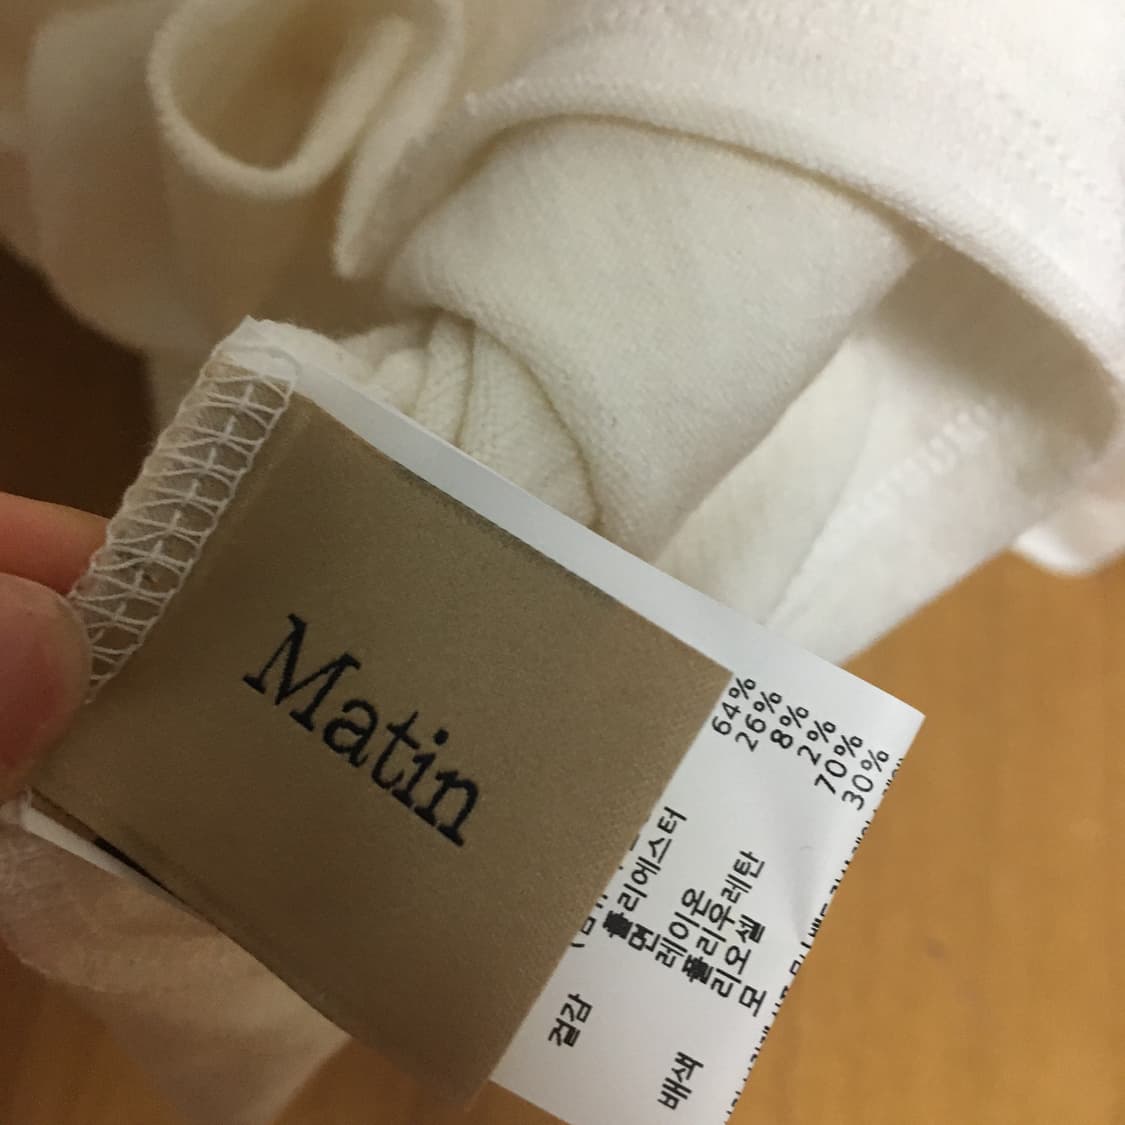 Matin
겉감 폴리에스터 64%
면 26%
레이온 8%
폴리우레탄 2%
배색 리오셀 70%
모 30%